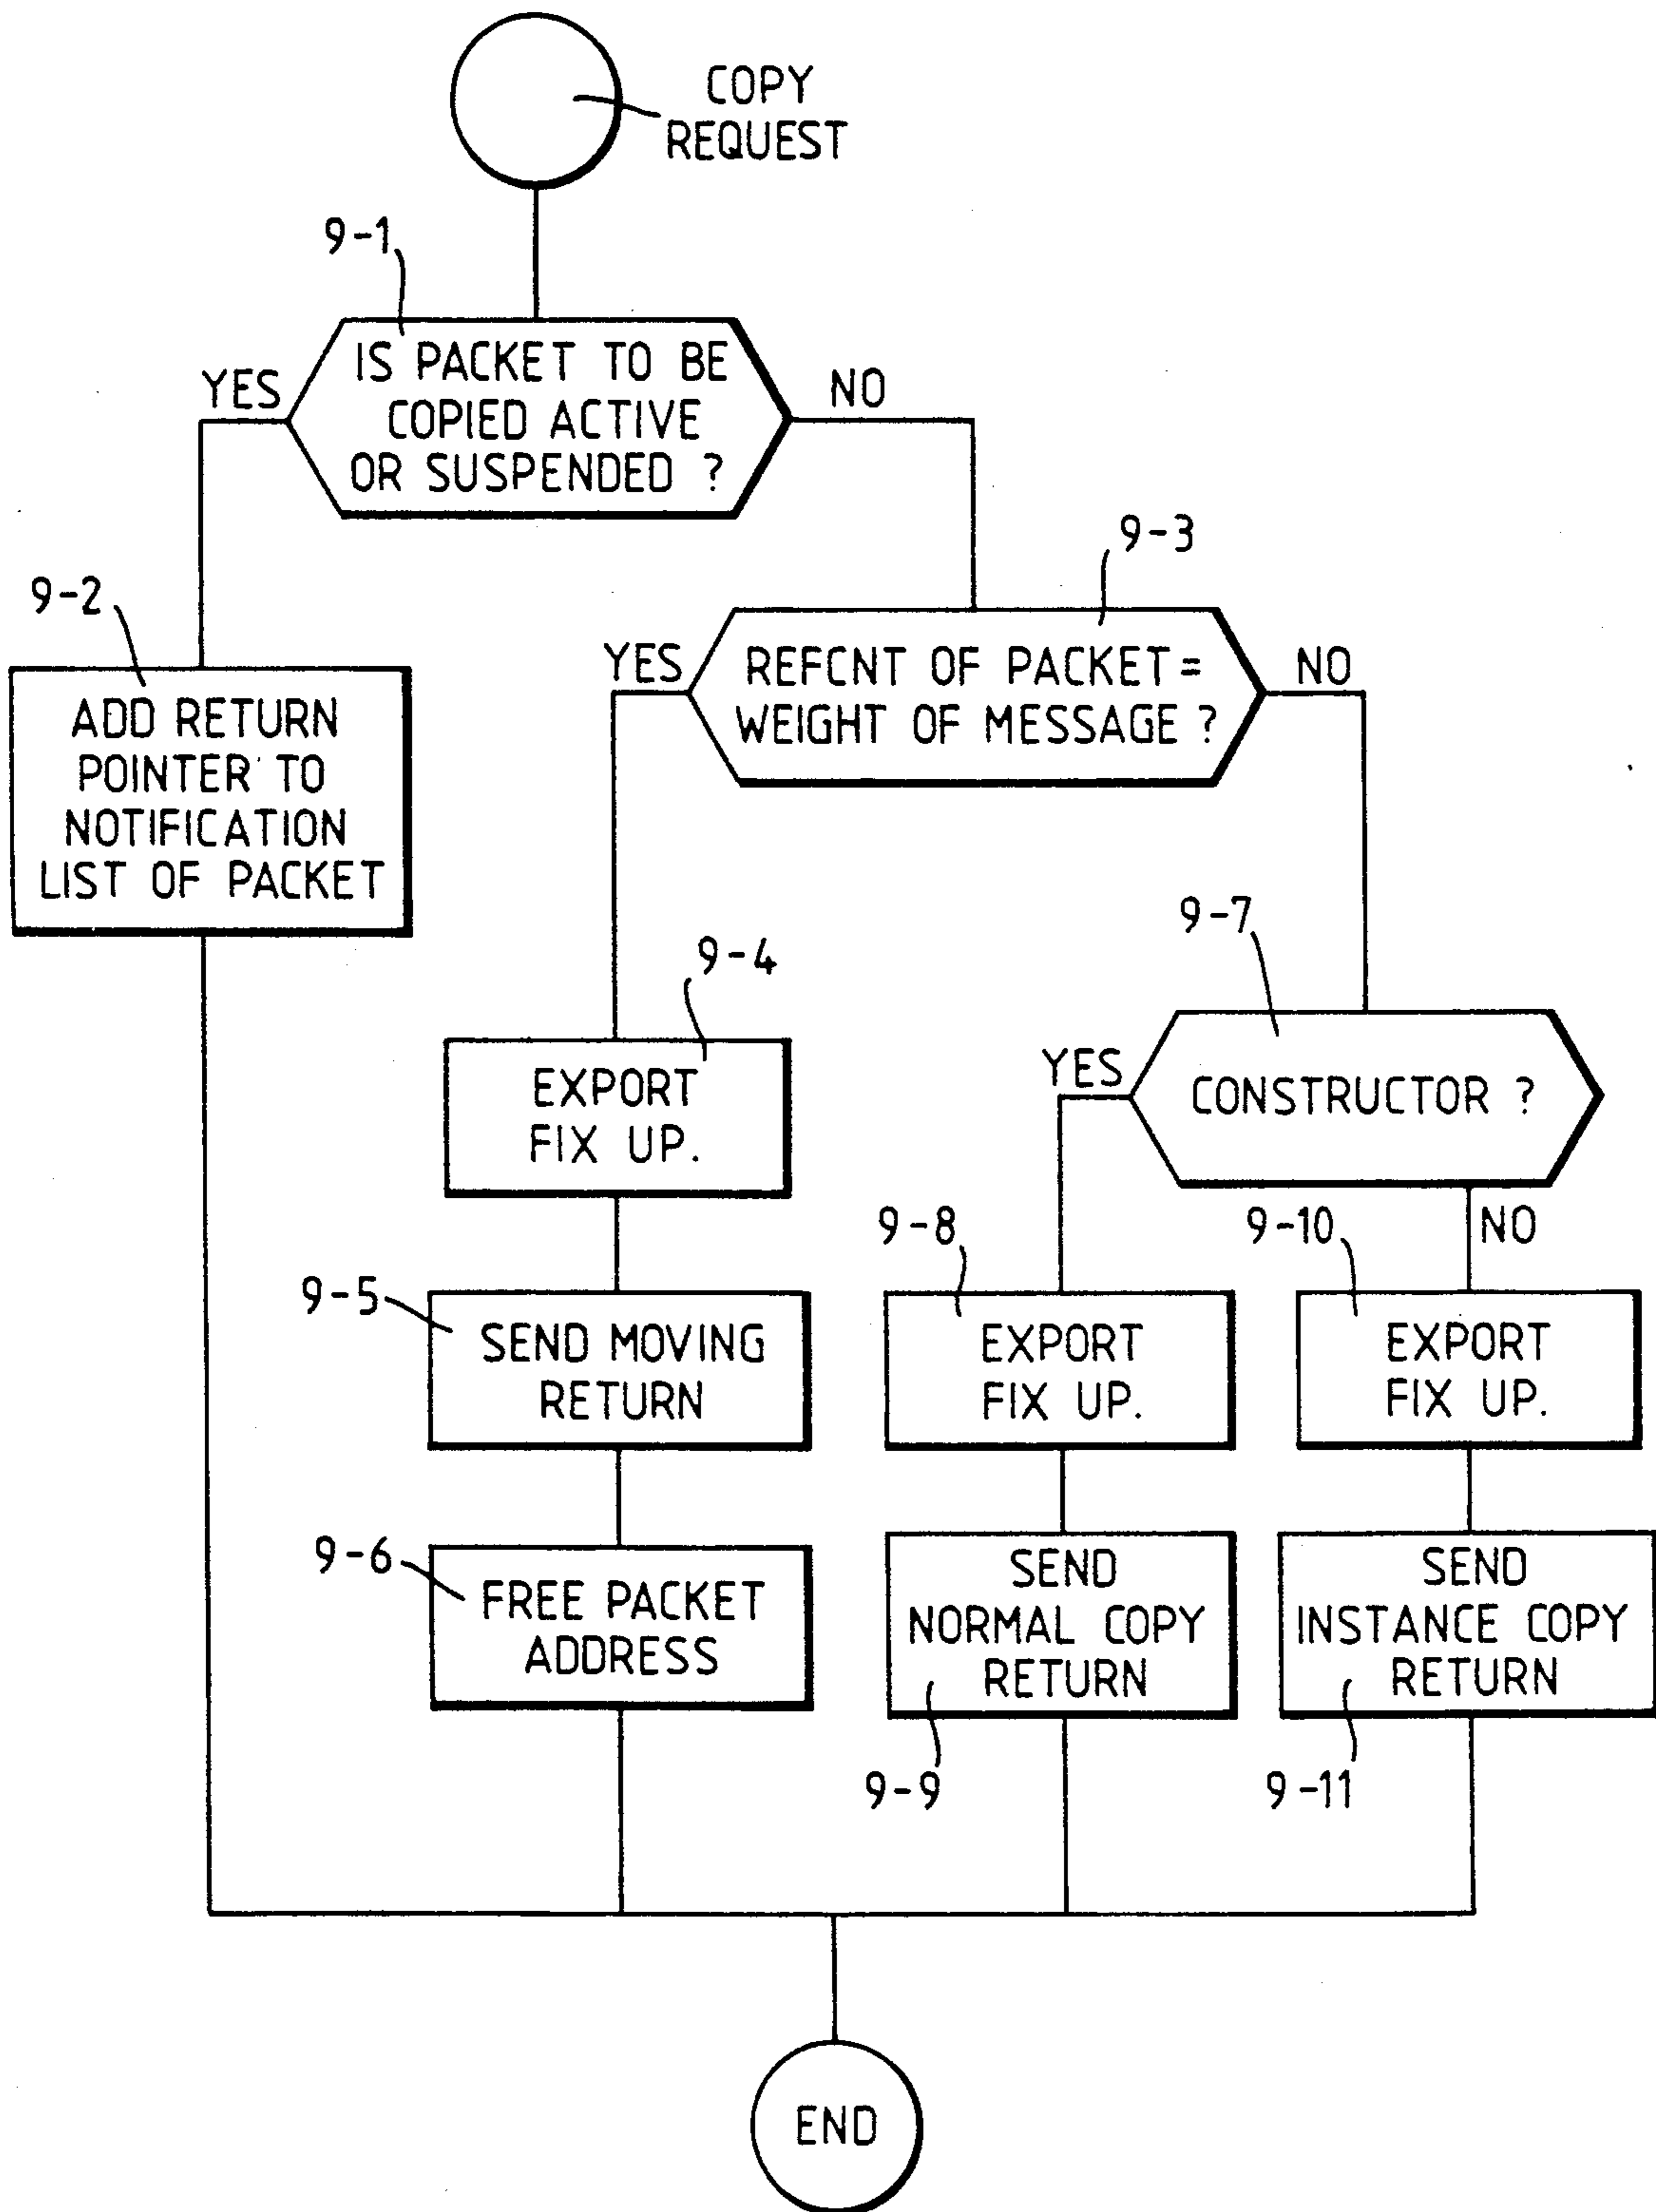 COPY
REQUEST
9-1
IS PACKET TO BE
COPIED ACTIVE
OR SUSPENDED ?
YES
NO
9-2
ADD RETURN
POINTER TO
NOTIFICATION
LIST OF PACKET
9-3
REFCNT OF PACKET =
WEIGHT OF MESSAGE ?
YES
NO
9-4
EXPORT
FIX UP.
9-5
SEND MOVING
RETURN
9-6
FREE PACKET
ADDRESS
9-7
CONSTRUCTOR ?
YES
NO
9-8
EXPORT
FIX UP.
9-9
SEND
NORMAL COPY
RETURN
9-10
EXPORT
FIX UP.
9-11
SEND
INSTANCE COPY
RETURN
END